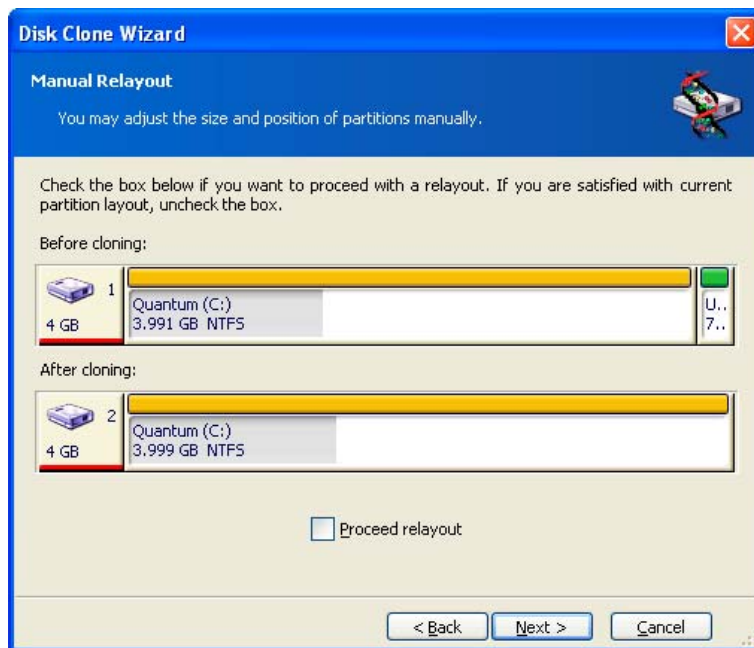 Disk Clone Wizard
Manual Relayout
You may adjust the size and position of partitions manually.
Check the box below if you want to proceed with a relayout. If you are satisfied with current
partition layout, uncheck the box.
Before cloning:
1
4 GB
Quantum (C:)
3.991 GB NTFS
U..
7..
After cloning:
2
4 GB
Quantum (C:)
3.999 GB NTFS
Proceed relayout
< Back
Next >
Cancel